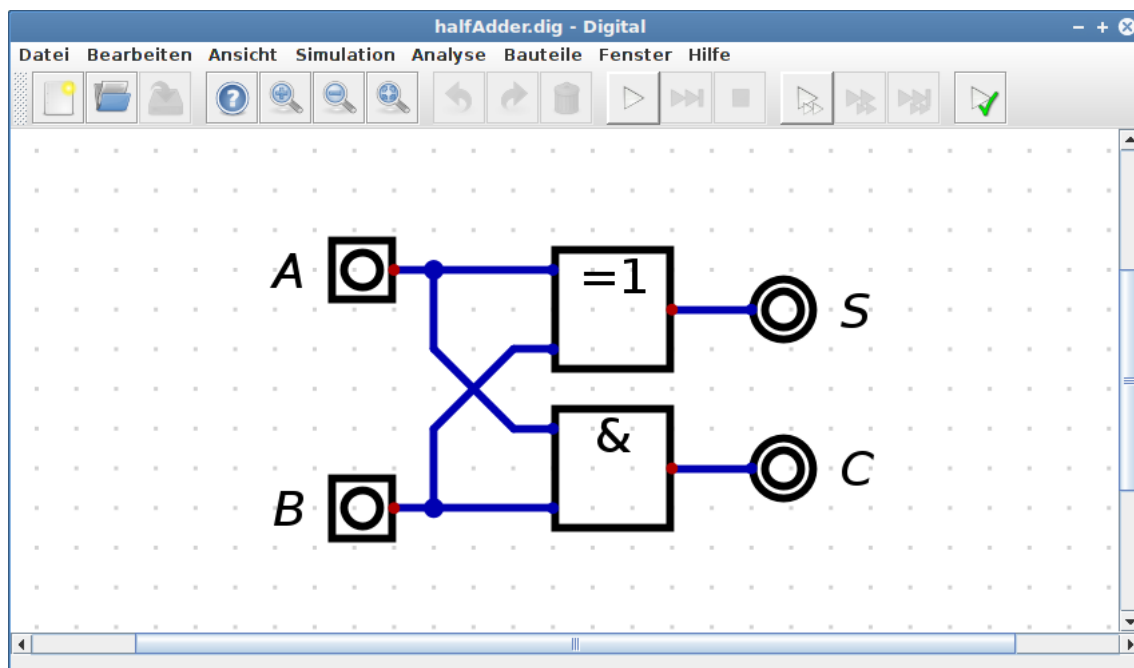 halfAdder.dig - Digital
Datei Bearbeiten Ansicht Simulation Analyse Bauteile Fenster Hilfe
A
=1
S
&
C
B